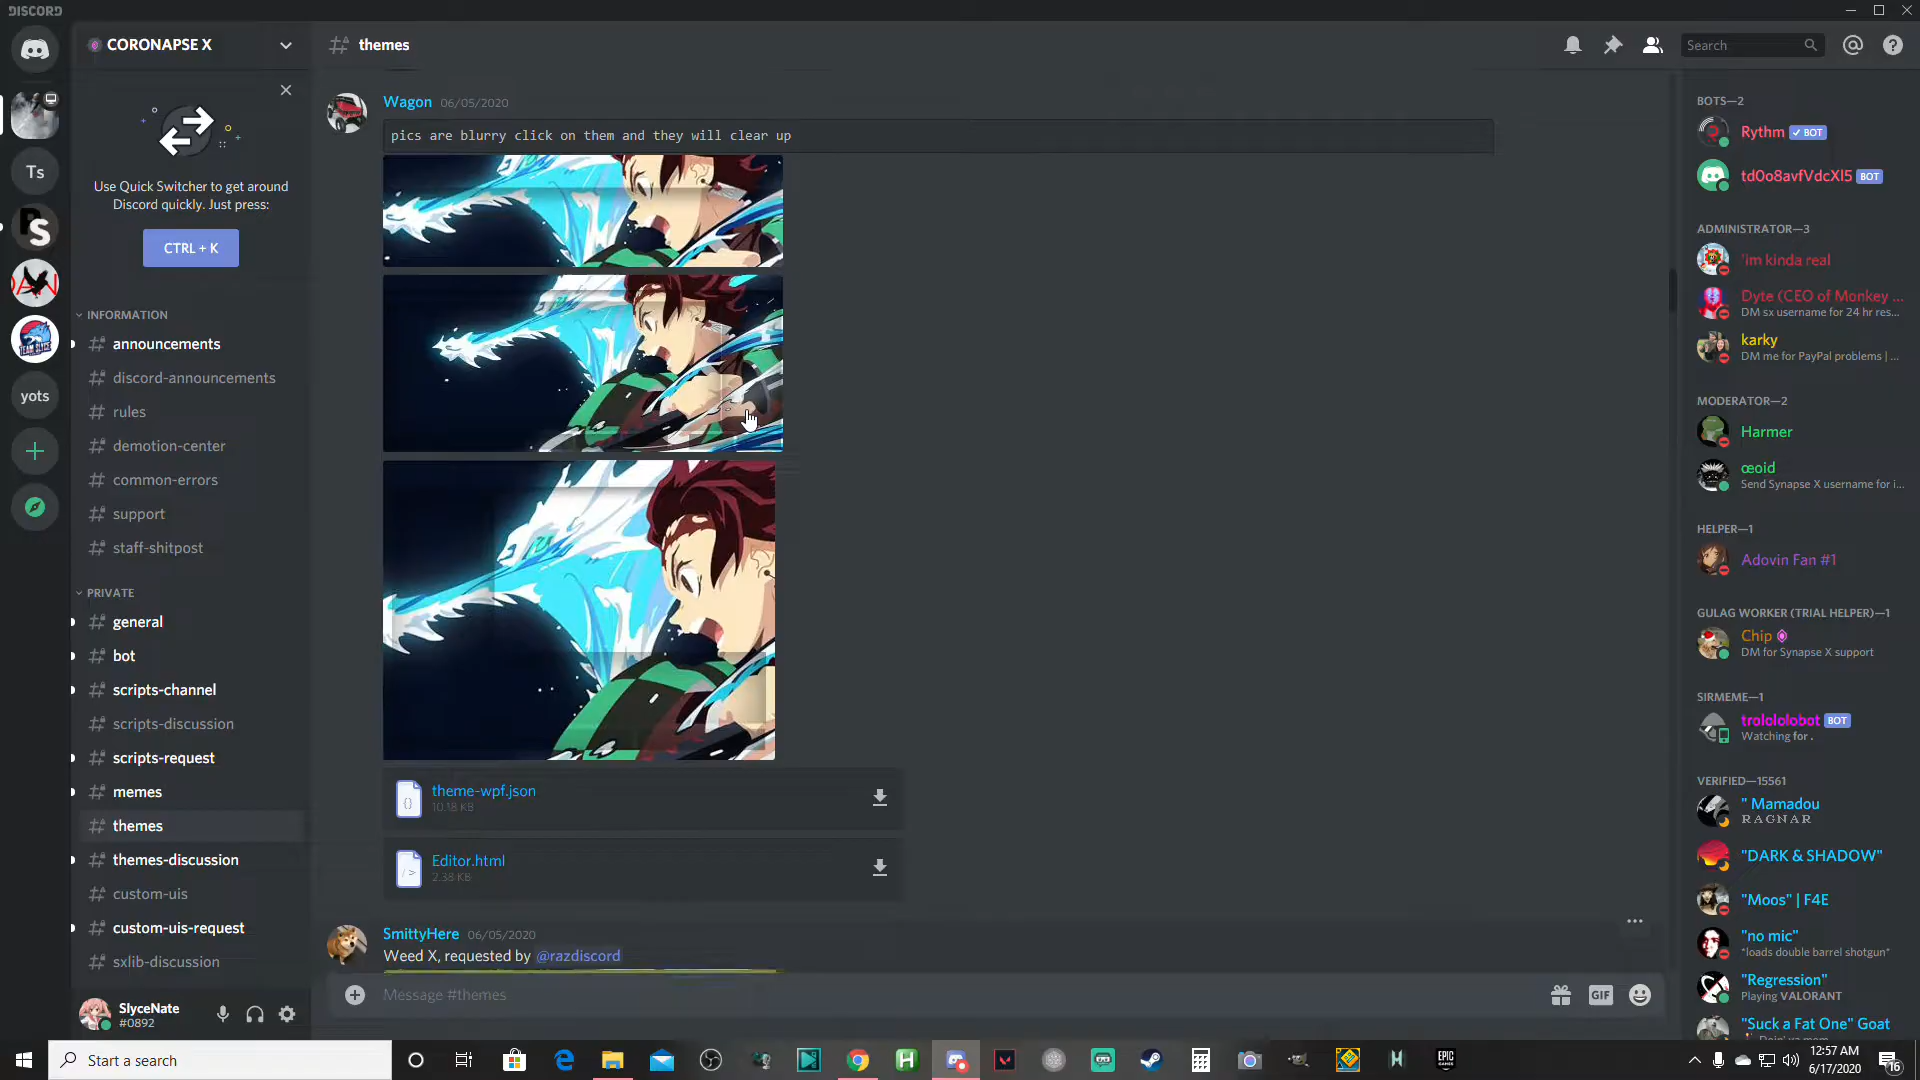 DISCORD
CORONAPSE X
themes
Search
Use Quick Switcher to get around
Discord quickly. Just press:
CTRL + K
Ts
yots
INFORMATION
announcements
discord-announcements
rules
demotion-center
common-errors
support
staff-shitpost
PRIVATE
general
bot
scripts-channel
scripts-discussion
scripts-request
memes
themes
themes-discussion
custom-uis
custom-uis-request
sxlib-discussion
SlyceNate
#0892
Wagon 06/05/2020
pics are blurry click on them and they will clear up
theme-wpf.json
10.18 KB
Editor.html
2.38 KB
SmittyHere 06/05/2020
Weed X, requested by @razdiscord
Message #themes
GIF
BOTS—2
Rythm BOT
td0o8avfVdcXl5 BOT
ADMINISTRATOR—3
'im kinda real
Dyte (CEO of Monkey ...
DM sx username for 24 hr res...
karky
DM me for PayPal problems | ...
MODERATOR—2
Harmer
œoid
Send Synapse X username for i...
HELPER—1
Adovin Fan #1
GULAG WORKER (TRIAL HELPER)—1
Chip
DM for Synapse X support
SIRMEME—1
trolololobot BOT
Watching for .
VERIFIED—15561
" Mamadou
RAGNAR
"DARK & SHADOW"
"Moos" | F4E
"no mic"
*loads double barrel shotgun*
"Regression"
Playing VALORANT
"Suck a Fat One" Goat
Start a search
12:57 AM
6/17/2020
16